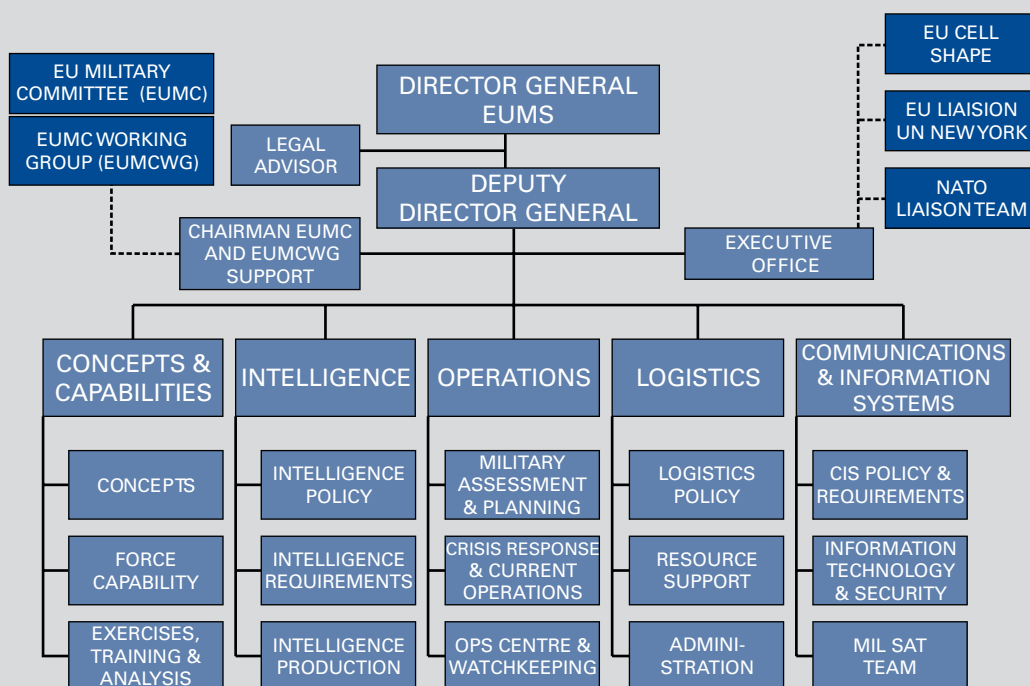 EU MILITARY
COMMITTEE (EUMC)
EUMC WORKING
GROUP (EUMCWG)
DIRECTOR GENERAL
EUMS
LEGAL
ADVISOR
DEPUTY
DIRECTOR GENERAL
EU CELL
SHAPE
EU LIAISION
UN NEW YORK
NATO
LIAISON TEAM
CHAIRMAN EUMC
AND EUMCWG
SUPPORT
EXECUTIVE
OFFICE
CONCEPTS &
CAPABILITIES
CONCEPTS
FORCE
CAPABILITY
EXERCISES,
TRAINING &
ANALYSIS
INTELLIGENCE
INTELLIGENCE
POLICY
INTELLIGENCE
REQUIREMENTS
INTELLIGENCE
PRODUCTION
OPERATIONS
MILITARY
ASSESSMENT
& PLANNING
CRISIS RESPONSE
& CURRENT
OPERATIONS
OPS CENTRE &
WATCHKEEPING
LOGISTICS
LOGISTICS
POLICY
RESOURCE
SUPPORT
ADMINI-
STRATION
COMMUNICATIONS
& INFORMATION
SYSTEMS
CIS POLICY &
REQUIREMENTS
INFORMATION
TECHNOLOGY
& SECURITY
MIL SAT
TEAM